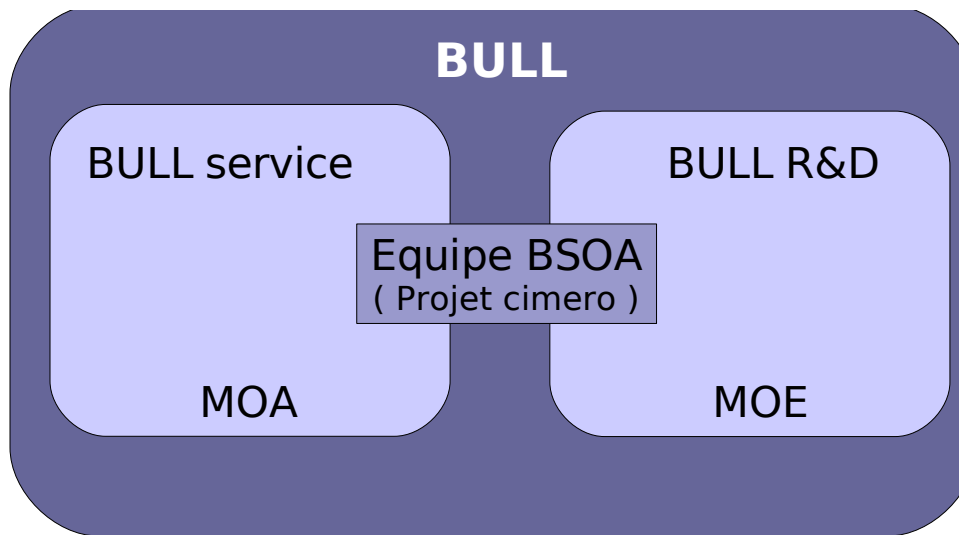 BULL
BULL service
BULL R&D
Equipe BSOA
( Projet cimero )
MOA
MOE